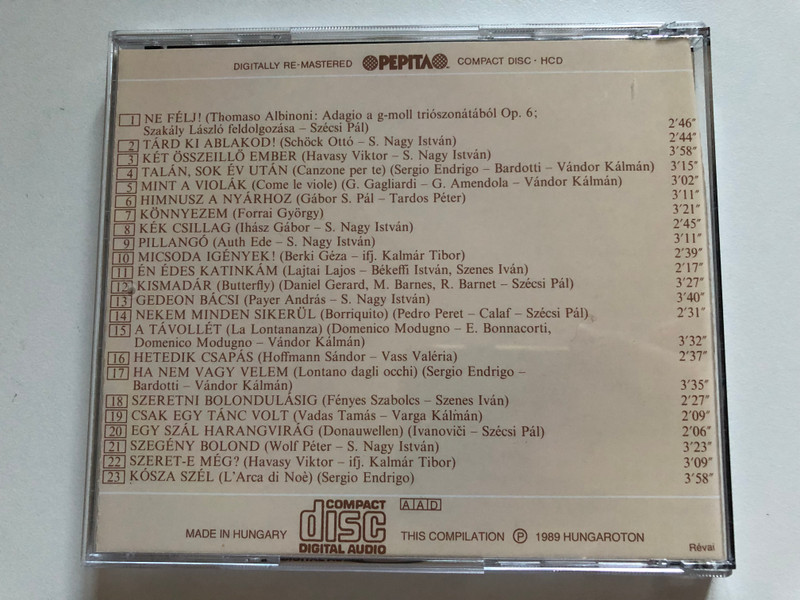 DIGITALLY RE-MASTERED PEPITA COMPACT DISC · HCD
1 NE FÉLJ! (Thomaso Albinoni: Adagio a g-moll triószonátából Op. 6;
Szakály László feldolgozása – Szécsi Pál) 2'46"
2 TÁRD KI ABLAKOD! (Schöck Ottó – S. Nagy István) 2'44"
3 KÉT ÖSSZEILLŐ EMBER (Havasy Viktor – S. Nagy István) 3'58"
4 TALÁN, SOK ÉV UTÁN (Canzone per te) (Sergio Endrigo – Bardotti – Vándor Kálmán) 3'15"
5 MINT A VIOLÁK (Come le viole) (G. Gagliardi – G. Amendola – Vándor Kálmán) 3'02"
6 HIMNUSZ A NYÁRHOZ (Gábor S. Pál – Tardos Péter) 3'11"
7 KÖNNYEZEM (Forrai György) 3'21"
8 KÉK CSILLAG (Ihász Gábor – S. Nagy István) 2'45"
9 PILLANGÓ (Auth Ede – S. Nagy István) 3'11"
10 MICSODA IGÉNYEK! (Berki Géza – ifj. Kalmár Tibor) 2'39"
11 ÉN ÉDES KATINKÁM (Lajtai Lajos – Békeffi István, Szenes Iván) 2'17"
12 KISMADÁR (Butterfly) (Daniel Gerard, M. Barnes, R. Barnet – Szécsi Pál) 3'27"
13 GEDEON BÁCSI (Payer András – S. Nagy István) 3'40"
14 NEKEM MINDEN SIKERÜL (Borriquito) (Pedro Peret – Calaf – Szécsi Pál) 2'31"
15 A TÁVOLLÉT (La Lontananza) (Domenico Modugno – E. Bonnacorti,
Domenico Modugno – Vándor Kálmán) 3'32"
16 HETEDIK CSAPÁS (Hoffmann Sándor – Vass Valéria) 2'37"
17 HA NEM VAGY VELEM (Lontano dagli occhi) (Sergio Endrigo –
Bardotti – Vándor Kálmán) 3'35"
18 SZERETNI BOLONDULÁSIG (Fényes Szabolcs – Szenes Iván) 2'27"
19 CSAK EGY TÁNC VOLT (Vadas Tamás – Varga Kálmán) 2'09"
20 EGY SZÁL HARANGVIRÁG (Donauwellen) (Ivanoviči – Szécsi Pál) 2'06"
21 SZEGÉNY BOLOND (Wolf Péter – S. Nagy István) 3'23"
22 SZERET-E MÉG? (Havasy Viktor – ifj. Kalmár Tibor) 3'09"
23 KÓSZA SZÉL (L'Arca di Noè) (Sergio Endrigo) 3'58"
COMPACT
disc
DIGITAL AUDIO
AAD
MADE IN HUNGARY THIS COMPILATION ℗ 1989 HUNGAROTON
Révai